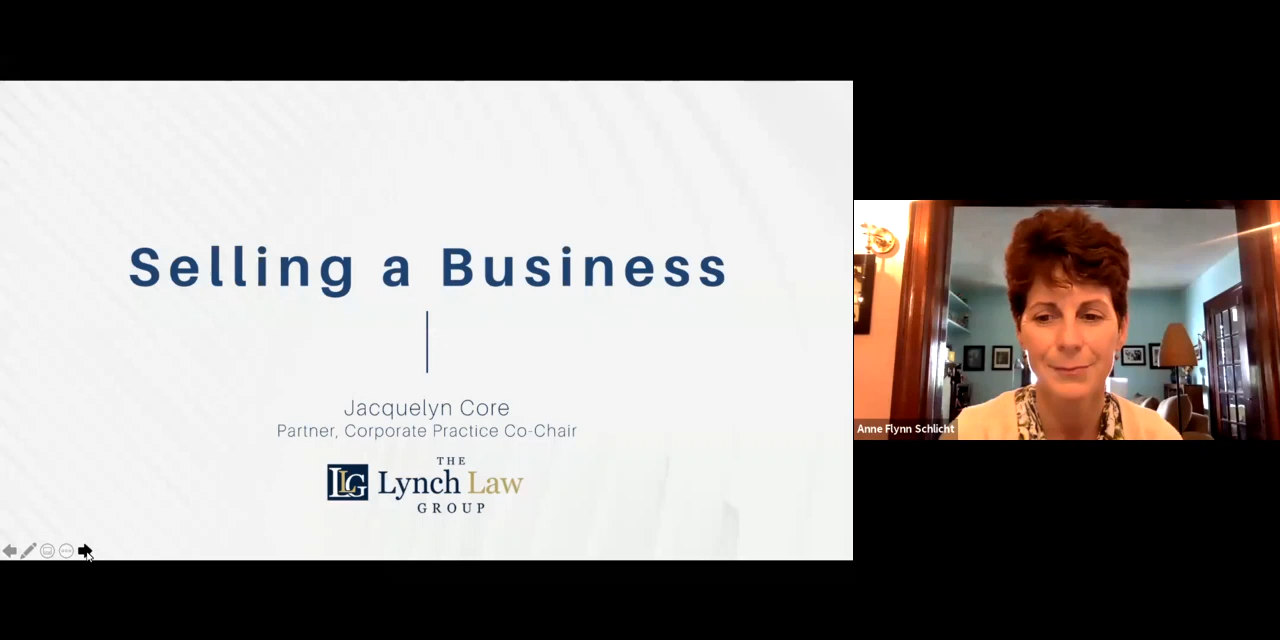 Selling a Business
Jacquelyn Core
Partner, Corporate Practice Co-Chair
THE
LLG Lynch Law
GROUP
Anne Flynn Schlicht